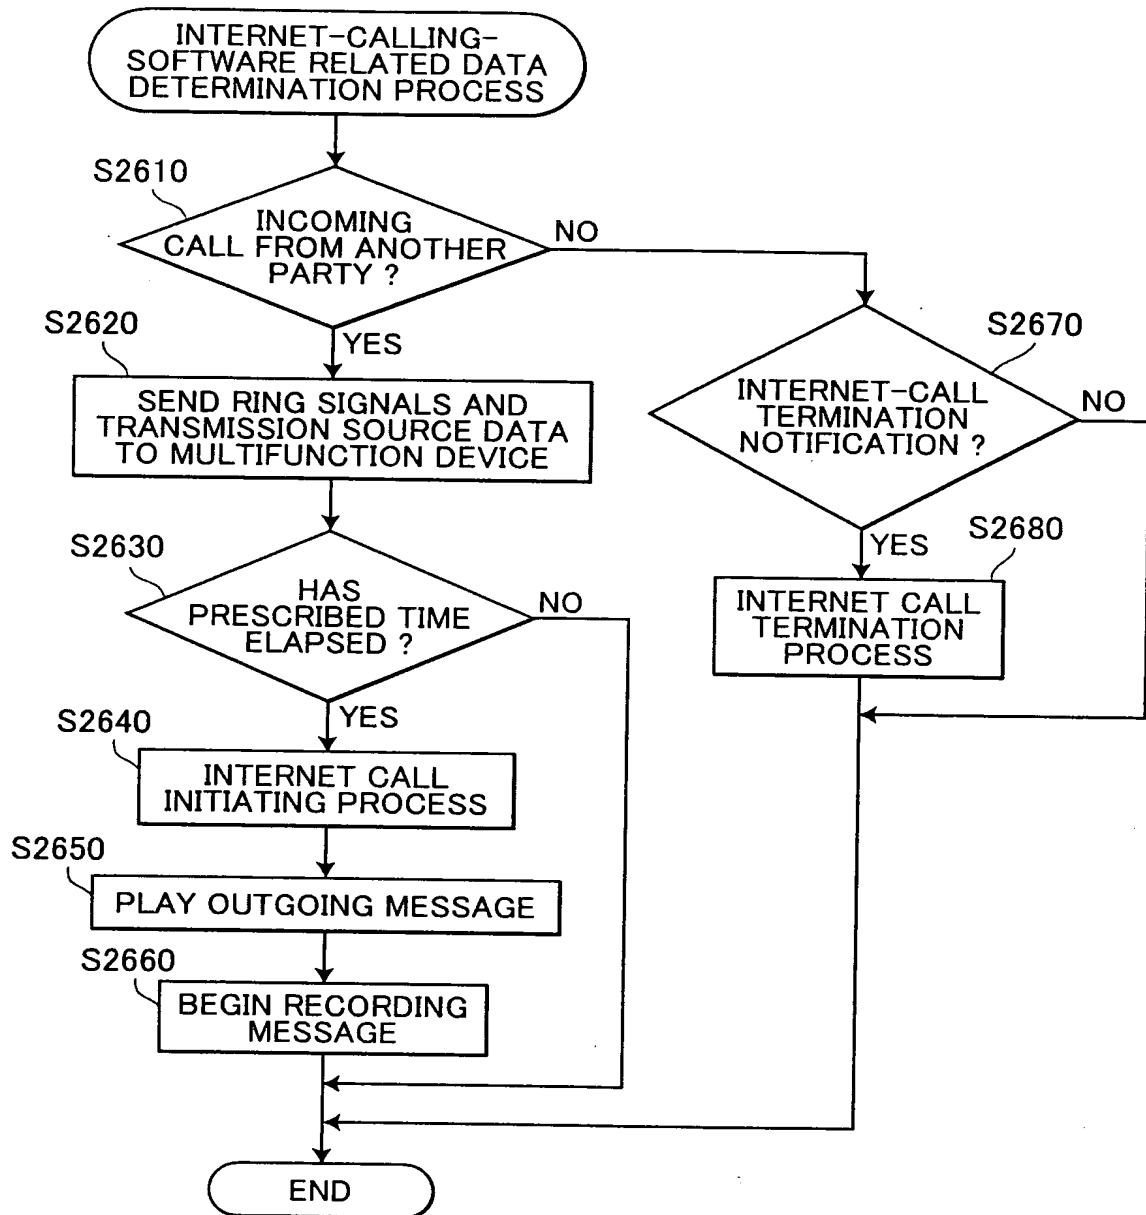 INTERNET-CALLING-
SOFTWARE RELATED DATA
DETERMINATION PROCESS
S2610
INCOMING
CALL FROM ANOTHER
PARTY ?
NO
YES
S2620
SEND RING SIGNALS AND
TRANSMISSION SOURCE DATA
TO MULTIFUNCTION DEVICE
S2630
HAS
PRESCRIBED TIME
ELAPSED ?
NO
YES
S2640
INTERNET CALL
INITIATING PROCESS
S2650
PLAY OUTGOING MESSAGE
S2660
BEGIN RECORDING
MESSAGE
S2670
INTERNET-CALL
TERMINATION
NOTIFICATION ?
NO
YES
S2680
INTERNET CALL
TERMINATION
PROCESS
END